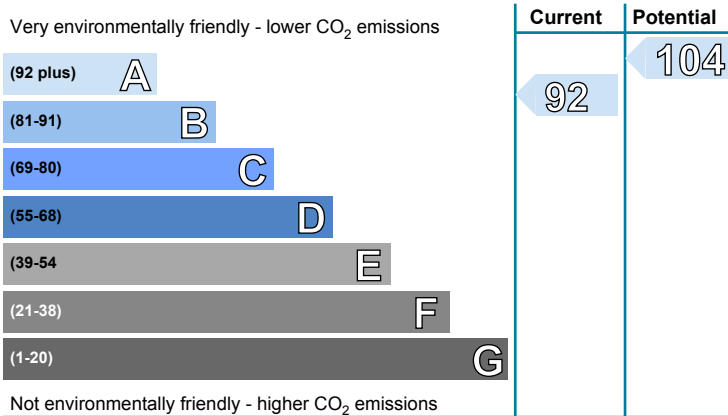 Current Potential
Very environmentally friendly - lower CO2 emissions
(92 plus) A 104
92
(81-91) B
(69-80) C
(55-68) D
(39-54 E
(21-38) F
(1-20) G
Not environmentally friendly - higher CO2 emissions